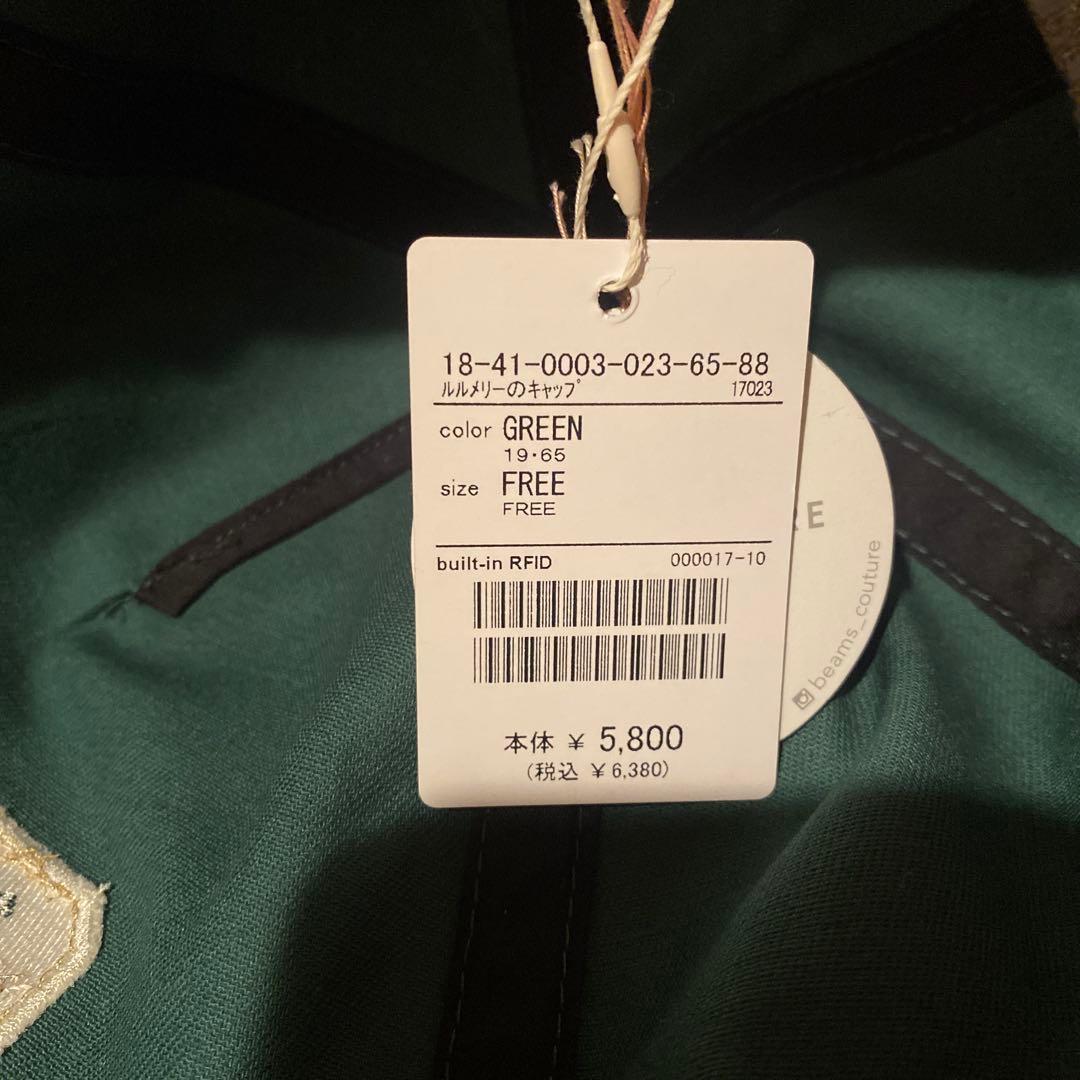 18-41-0003-023-65-88
ﾙﾙﾒﾘｰのｷｬｯﾌﾟ 17023
color GREEN
19・65
size FREE
FREE
built-in RFID 000017-10
本体 ¥ 5,800
(税込 ¥6,380)
beams_couture